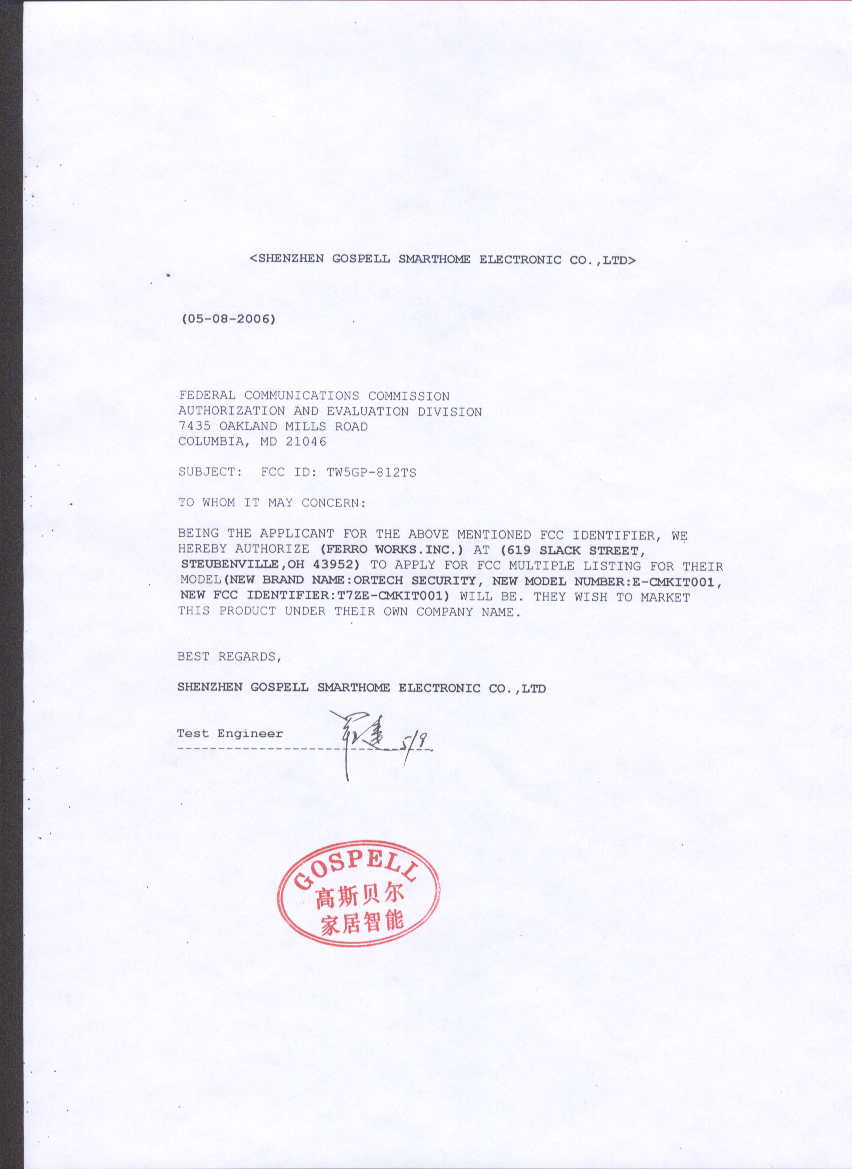 <SHENZHEN GOSPELL SMARTHOME ELECTRONIC CO.,LTD>
(05-08-2006)
FEDERAL COMMUNICATIONS COMMISSION
AUTHORIZATION AND EVALUATION DIVISION
7435 OAKLAND MILLS ROAD
COLUMBIA, MD 21046
SUBJECT: FCC ID: TW5GP-812TS
TO WHOM IT MAY CONCERN:
BEING THE APPLICANT FOR THE ABOVE MENTIONED FCC IDENTIFIER, WE
HEREBY AUTHORIZE (FERRO WORKS.INC.) AT (619 SLACK STREET,
STEUBENVILLE,OH 43952) TO APPLY FOR FCC MULTIPLE LISTING FOR THEIR
MODEL(NEW BRAND NAME:ORTECH SECURITY, NEW MODEL NUMBER:E-CMKIT001,
NEW FCC IDENTIFIER:T7ZE-CMKIT001) WILL BE. THEY WISH TO MARKET
THIS PRODUCT UNDER THEIR OWN COMPANY NAME.
BEST REGARDS,
SHENZHEN GOSPELL SMARTHOME ELECTRONIC CO.,LTD
Test Engineer 5/9
GOSPELL
高斯贝尔
家居智能